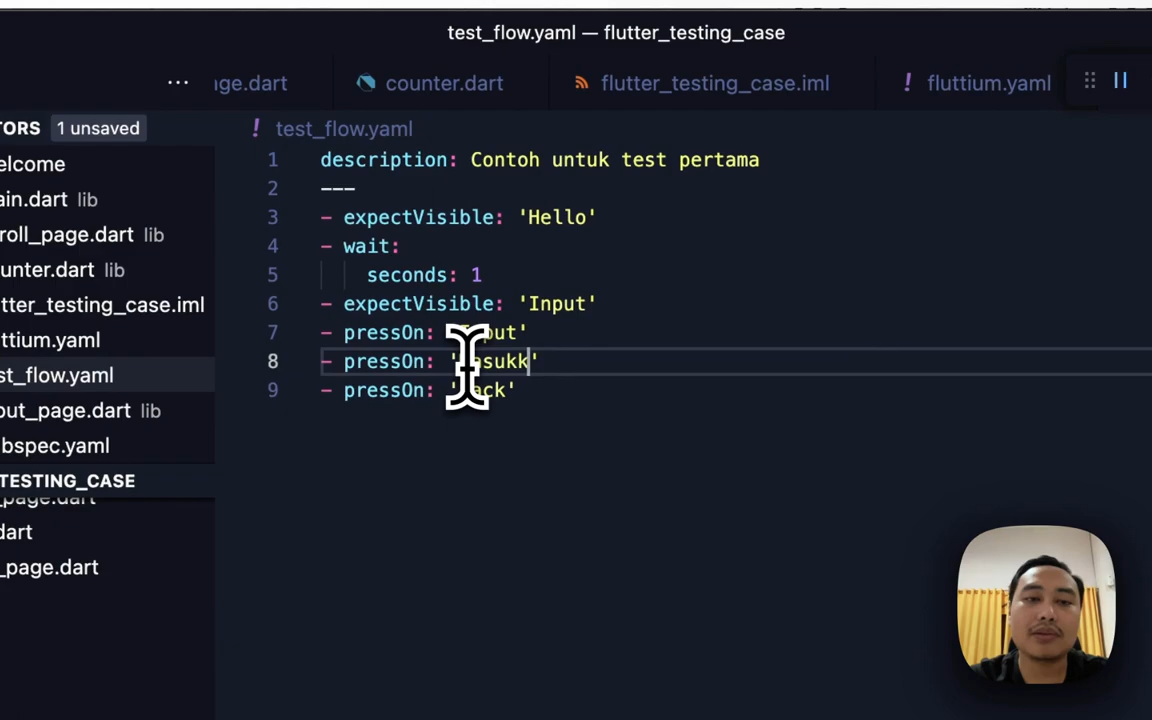 test_flow.yaml — flutter_testing_case
... age.dart counter.dart flutter_testing_case.iml ! fluttium.yaml
TORS 1 unsaved
! test_flow.yaml
elcome
ain.dart lib
roll_page.dart lib
unter.dart lib
tter_testing_case.iml
ttium.yaml
st_flow.yaml
out_page.dart lib
bspec.yaml
TESTING_CASE
_page.dart
dart
_page.dart
1 description: Contoh untuk test pertama
2 ---
3 - expectVisible: 'Hello'
4 - wait:
5 seconds: 1
6 - expectVisible: 'Input'
7 - pressOn:
8 - pressOn:
9 - pressOn: